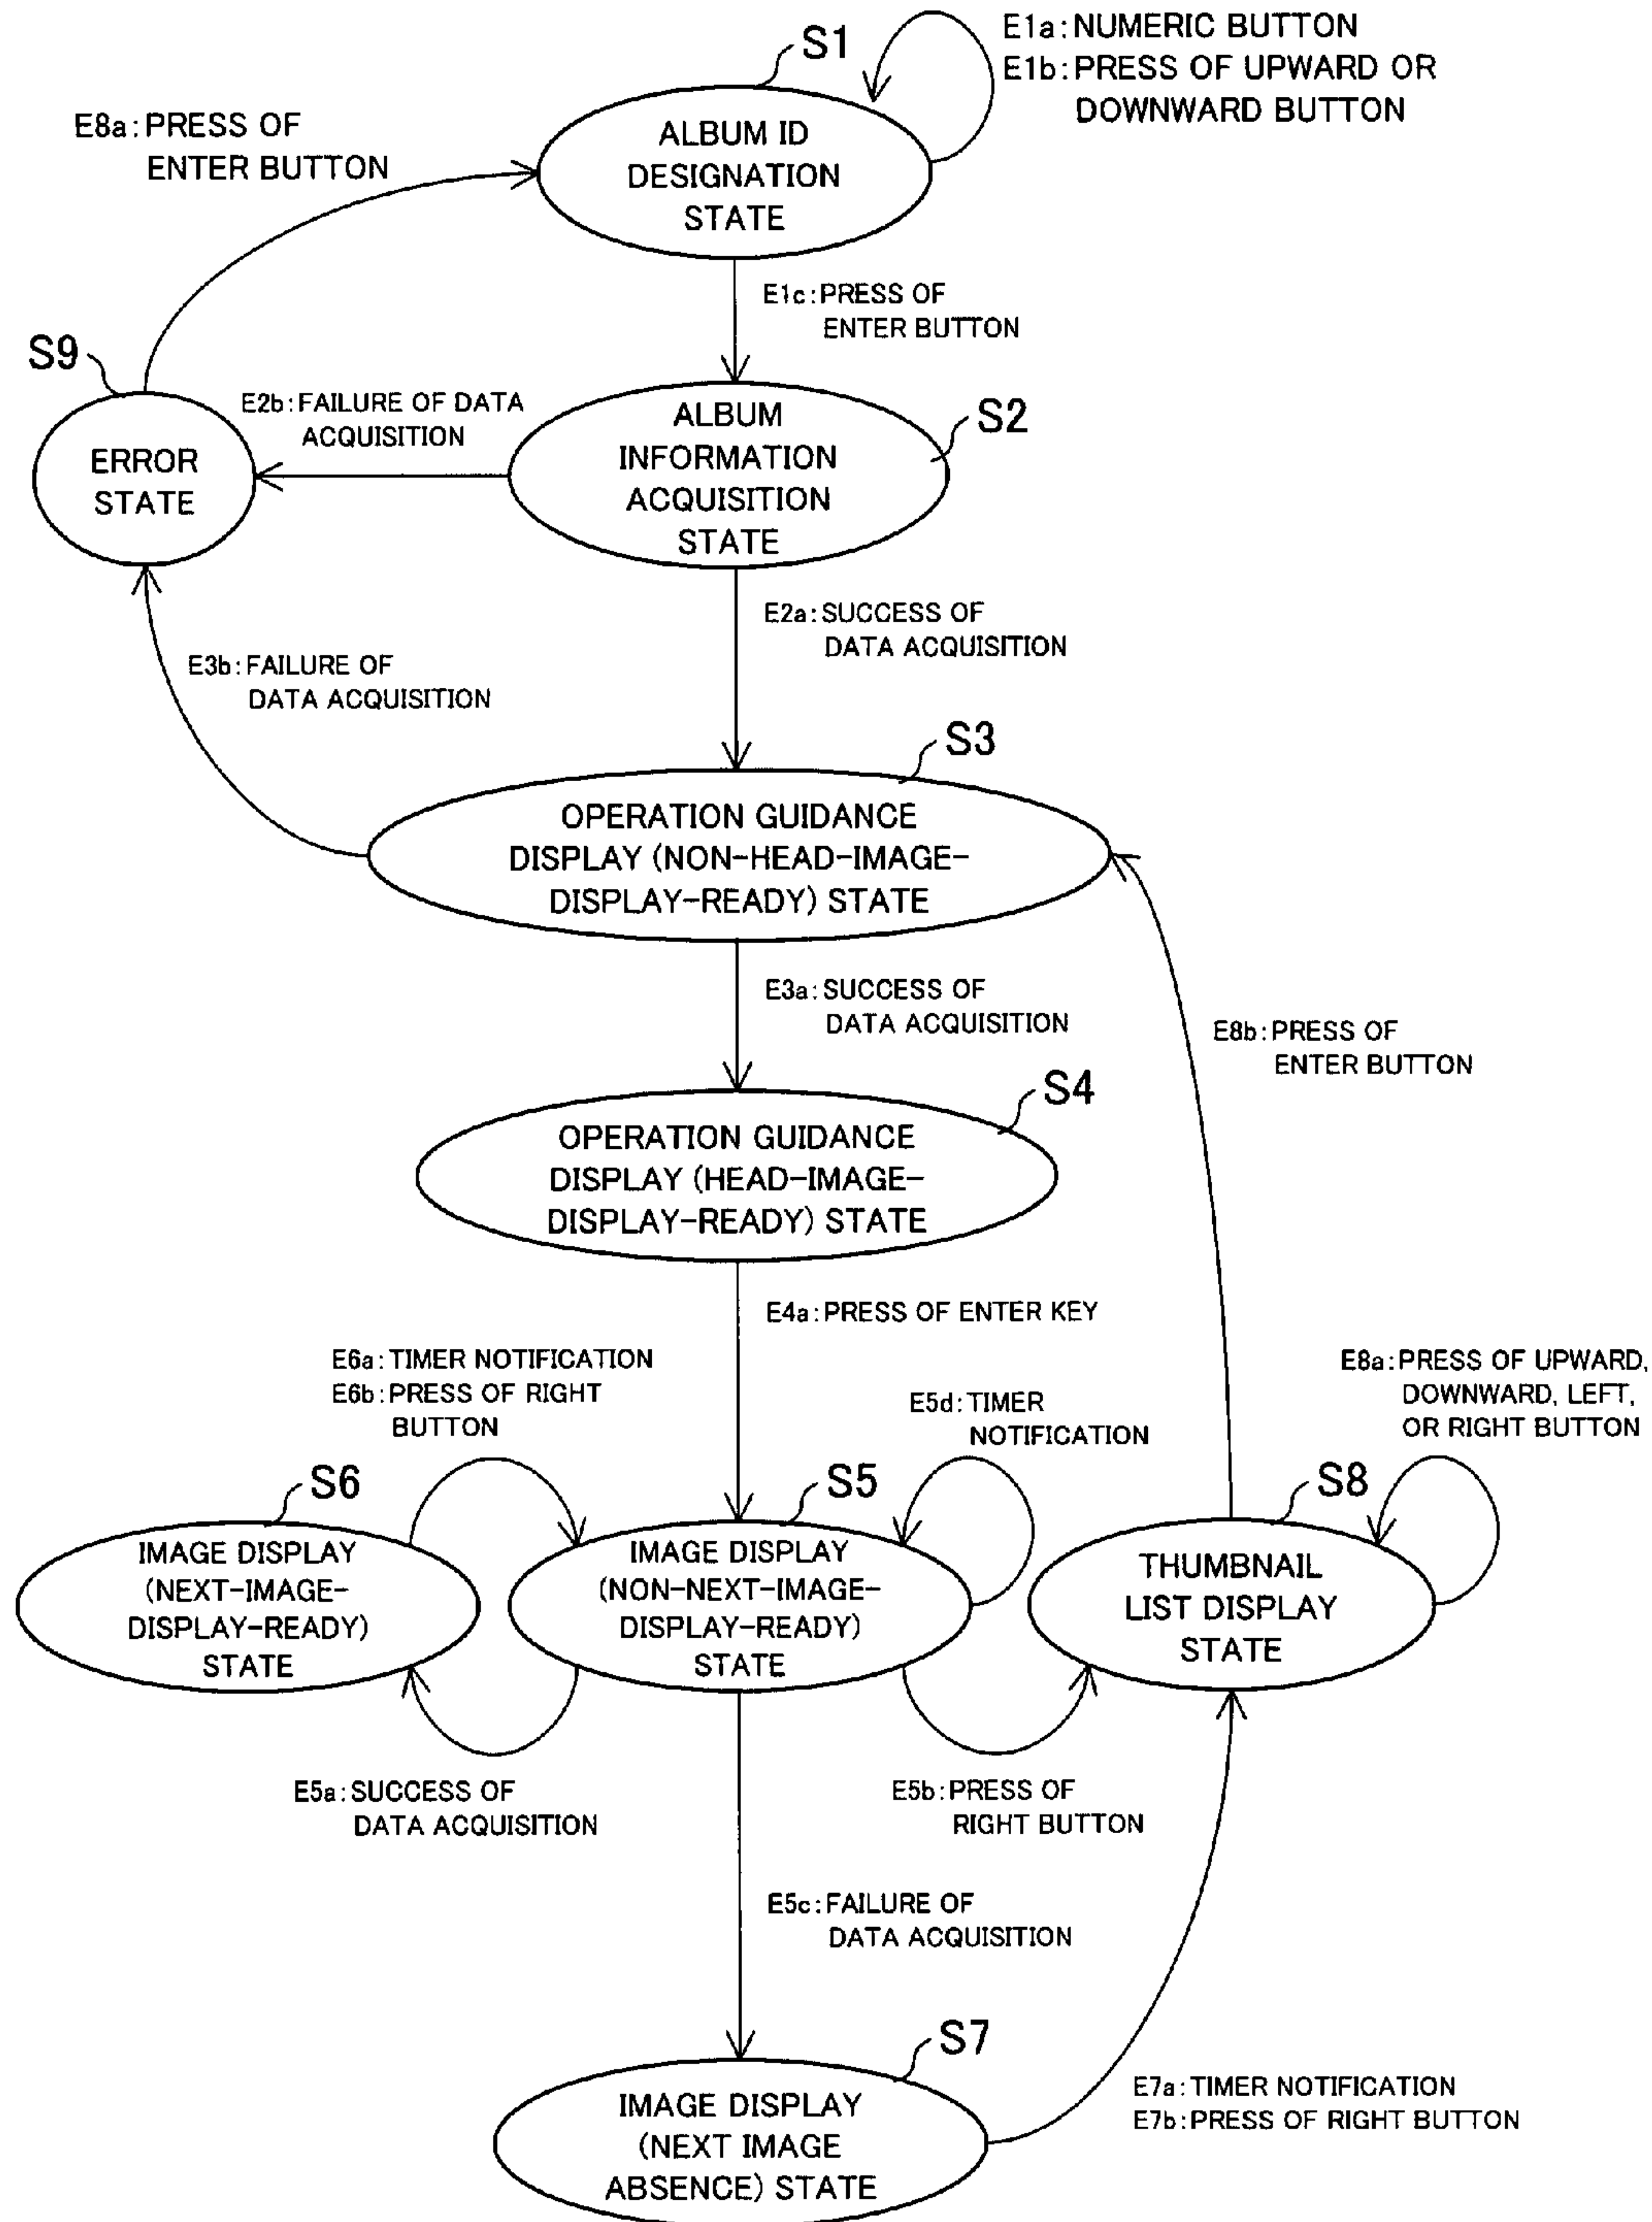 S1
E1a:NUMERIC BUTTON
E1b:PRESS OF UPWARD OR
DOWNWARD BUTTON
E8a:PRESS OF
ENTER BUTTON
ALBUM ID
DESIGNATION
STATE
E1c:PRESS OF
ENTER BUTTON
S9
ERROR
STATE
E2b:FAILURE OF DATA
ACQUISITION
S2
ALBUM
INFORMATION
ACQUISITION
STATE
E2a:SUCCESS OF
DATA ACQUISITION
E3b:FAILURE OF
DATA ACQUISITION
S3
OPERATION GUIDANCE
DISPLAY (NON-HEAD-IMAGE-
DISPLAY-READY) STATE
E3a:SUCCESS OF
DATA ACQUISITION
E8b:PRESS OF
ENTER BUTTON
S4
OPERATION GUIDANCE
DISPLAY (HEAD-IMAGE-
DISPLAY-READY) STATE
E4a:PRESS OF ENTER KEY
E6a:TIMER NOTIFICATION
E6b:PRESS OF RIGHT
BUTTON
E5d:TIMER
NOTIFICATION
E8a:PRESS OF UPWARD,
DOWNWARD, LEFT,
OR RIGHT BUTTON
S6
IMAGE DISPLAY
(NEXT-IMAGE-
DISPLAY-READY)
STATE
S5
IMAGE DISPLAY
(NON-NEXT-IMAGE-
DISPLAY-READY)
STATE
S8
THUMBNAIL
LIST DISPLAY
STATE
E5a:SUCCESS OF
DATA ACQUISITION
E5b:PRESS OF
RIGHT BUTTON
E5c:FAILURE OF
DATA ACQUISITION
S7
IMAGE DISPLAY
(NEXT IMAGE
ABSENCE) STATE
E7a:TIMER NOTIFICATION
E7b:PRESS OF RIGHT BUTTON